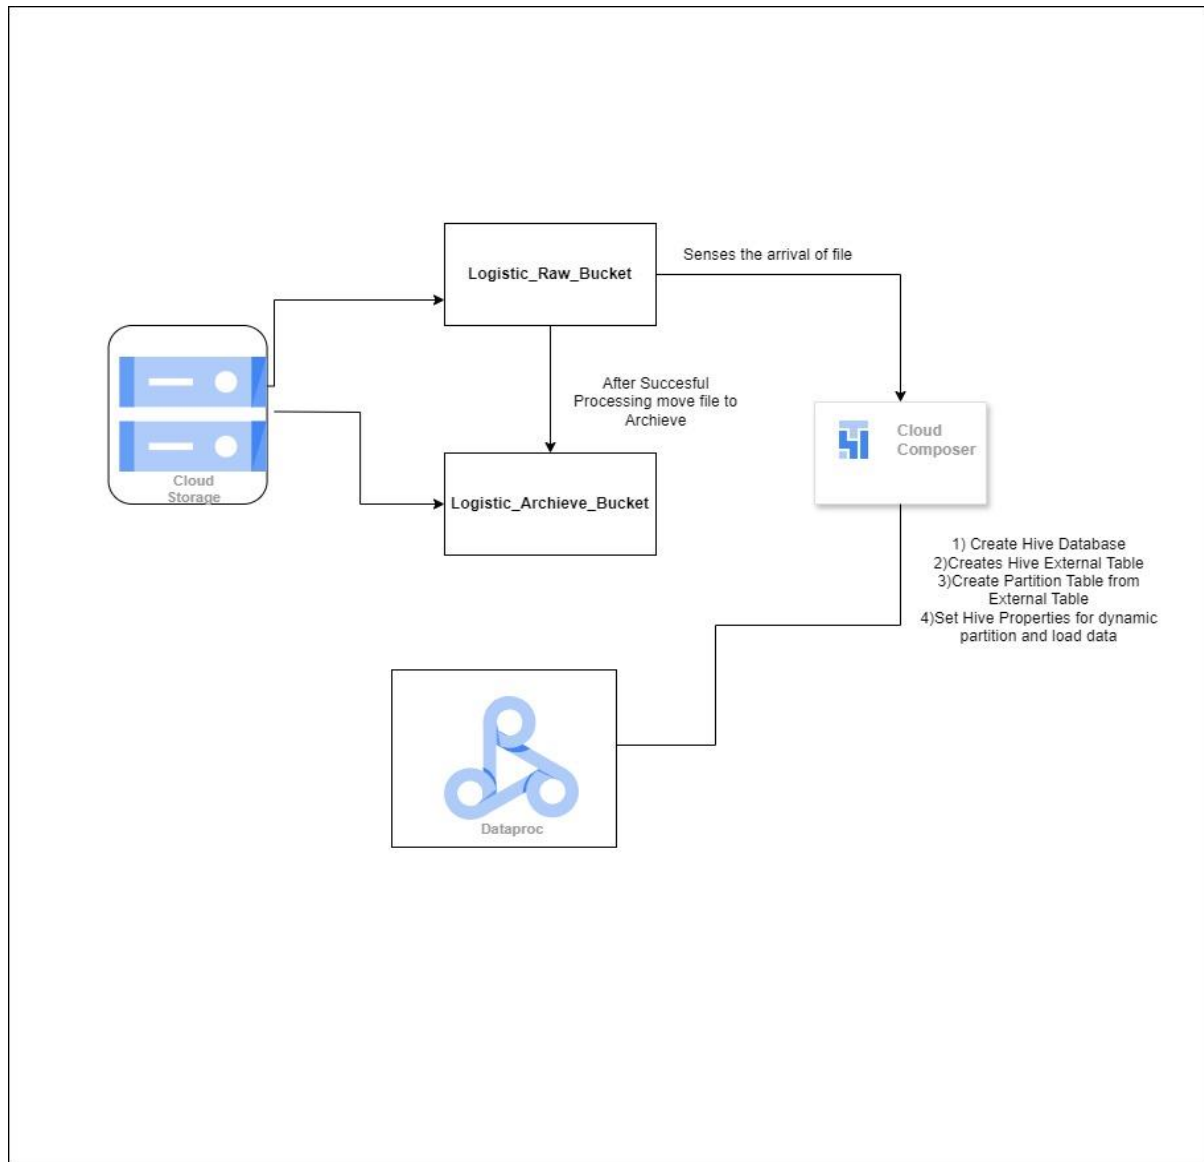 Logistic_Raw_Bucket
Senses the arrival of file
After Succesful
Processing move file to
Archieve
Cloud
Composer
Cloud
Storage
Logistic_Archieve_Bucket
1) Create Hive Database
2)Creates Hive External Table
3)Create Partition Table from
External Table
4)Set Hive Properties for dynamic
partition and load data
Dataproc